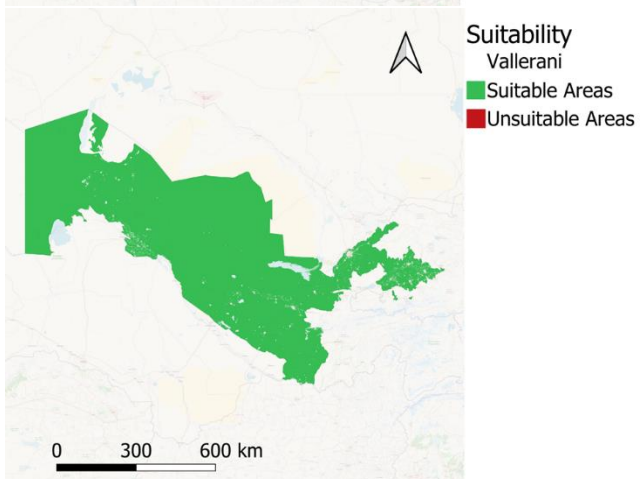 Suitability
Vallerani
Suitable Areas
Unsuitable Areas
0 300 600 km